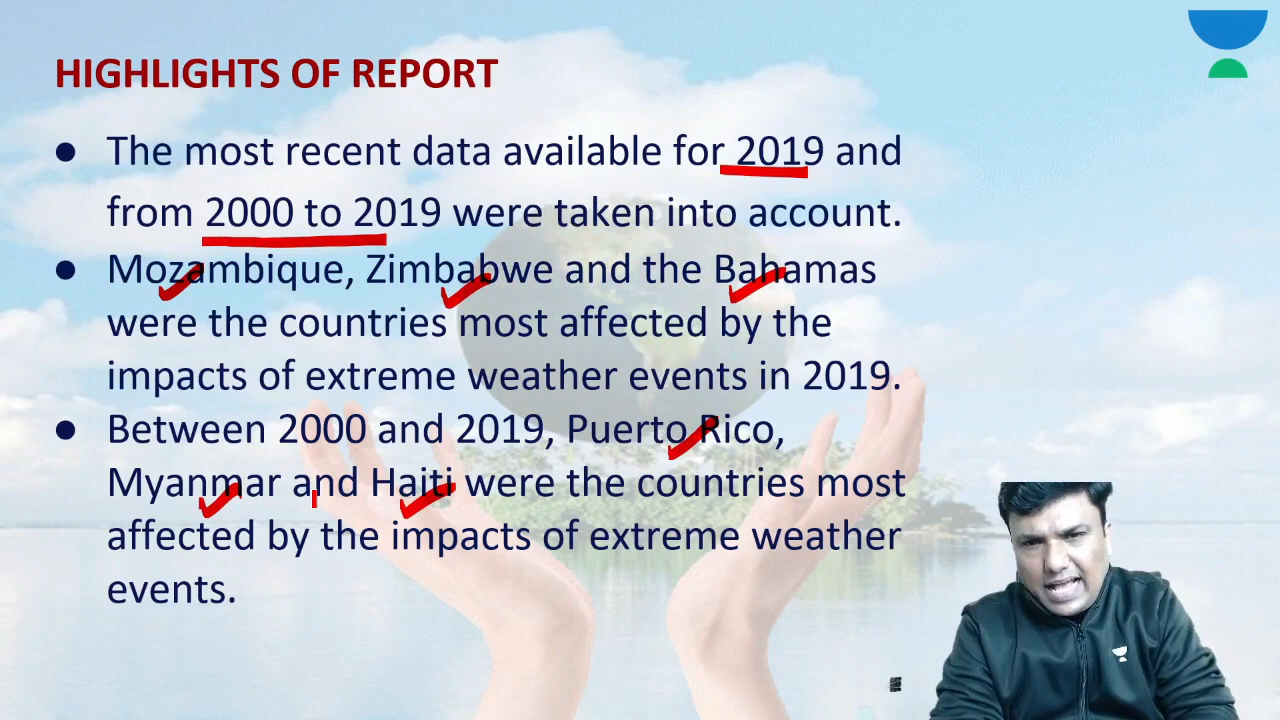 HIGHLIGHTS OF REPORT
● The most recent data available for 2019 and
from 2000 to 2019 were taken into account.
● Mozambique, Zimbabwe and the Bahamas
were the countries most affected by the
impacts of extreme weather events in 2019.
● Between 2000 and 2019, Puerto Rico,
Myanmar and Haiti were the countries most
affected by the impacts of extreme weather
events.